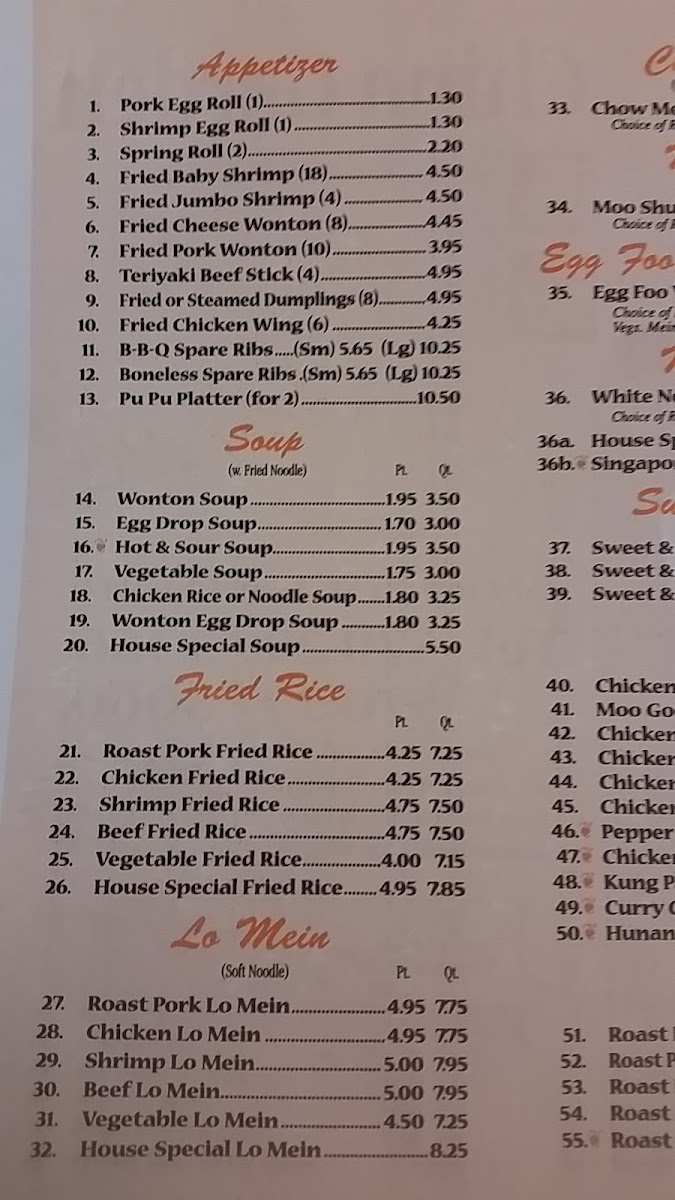 Appetizer
1. Pork Egg Roll (1)..........1.30
2. Shrimp Egg Roll (1)..........1.30
3. Spring Roll (2)..........2.20
4. Fried Baby Shrimp (18)..........4.50
5. Fried Jumbo Shrimp (4)..........4.50
6. Fried Cheese Wonton (8)..........4.45
7. Fried Pork Wonton (10)..........3.95
8. Teriyaki Beef Stick (4)..........4.95
9. Fried or Steamed Dumplings (8)..........4.95
10. Fried Chicken Wing (6)..........4.25
11. B-B-Q Spare Ribs.....(Sm) 5.65 (Lg) 10.25
12. Boneless Spare Ribs .(Sm) 5.65 (Lg) 10.25
13. Pu Pu Platter (for 2)..........10.50
Soup
(w. Fried Noodle) Pt. Qt.
14. Wonton Soup..........1.95 3.50
15. Egg Drop Soup..........1.70 3.00
16. Hot & Sour Soup..........1.95 3.50
17. Vegetable Soup..........1.75 3.00
18. Chicken Rice or Noodle Soup.......1.80 3.25
19. Wonton Egg Drop Soup ..........1.80 3.25
20. House Special Soup..........5.50
Fried Rice
Pt. Qt.
21. Roast Pork Fried Rice ..........4.25 7.25
22. Chicken Fried Rice..........4.25 7.25
23. Shrimp Fried Rice ..........4.75 7.50
24. Beef Fried Rice..........4.75 7.50
25. Vegetable Fried Rice..........4.00 7.15
26. House Special Fried Rice........4.95 7.85
Lo Mein
(Soft Noodle) Pt. Qt.
27. Roast Pork Lo Mein..........4.95 7.75
28. Chicken Lo Mein ..........4.95 7.75
29. Shrimp Lo Mein..........5.00 7.95
30. Beef Lo Mein..........5.00 7.95
31. Vegetable Lo Mein..........4.50 7.25
32. House Special Lo Mein..........8.25
33. Chow Me
Choice of
34. Moo Shu
Choice of
Egg Foo
35. Egg Foo
Choice of
Vegs. Mein
36. White N
Choice of
36a. House Sp
36b. Singapo
37. Sweet &
38. Sweet &
39. Sweet &
40. Chicken
41. Moo Go
42. Chicken
43. Chicken
44. Chicken
45. Chicken
46. Pepper
47. Chicken
48. Kung P
49. Curry
50. Hunan
51. Roast
52. Roast P
53. Roast
54. Roast
55. Roast